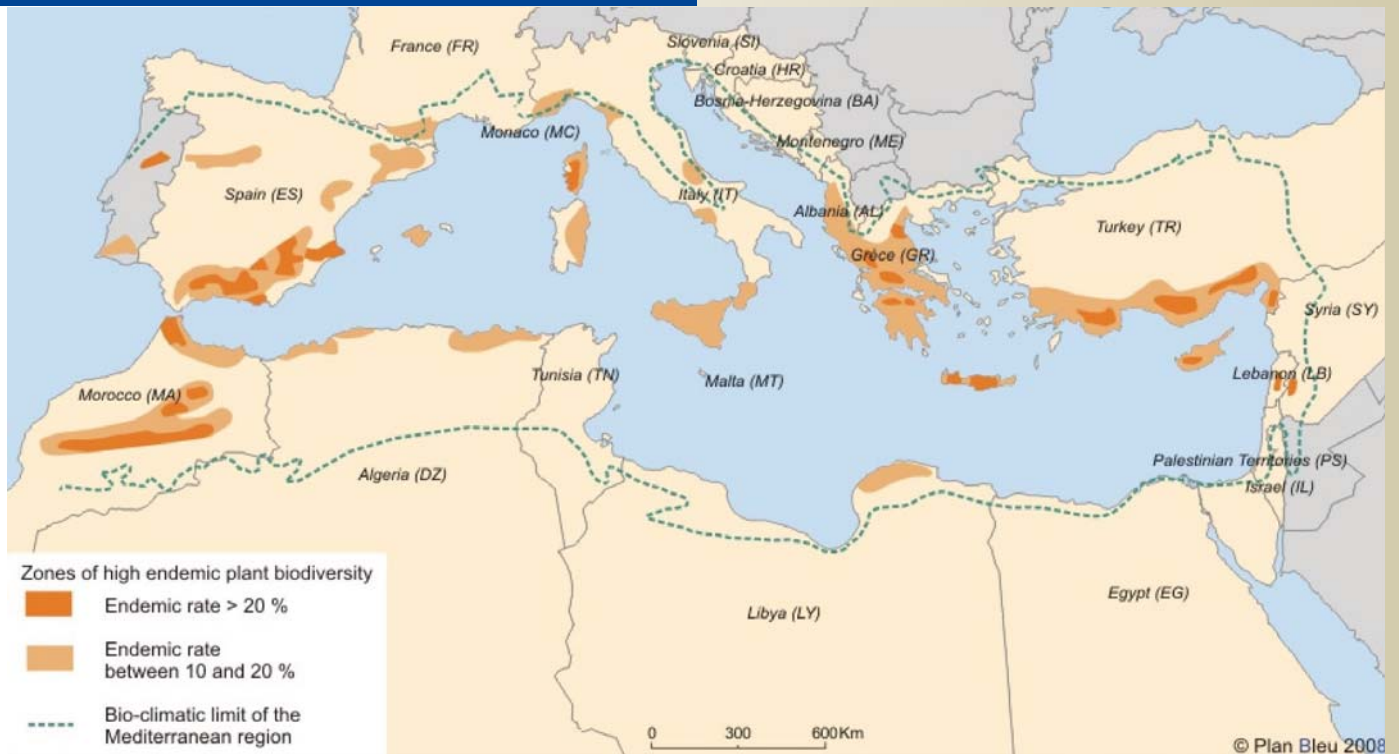 France (FR)
Slovenia (SI)
Croatia (HR)
Bosnia-Herzegovina (BA)
Monaco (MC)
Montenegro (ME)
Spain (ES)
Italy (IT)
Albania (AL)
Turkey (TR)
Grèce (GR)
Syria (SY)
Tunisia (TN)
Malta (MT)
Lebanon (LB)
Morocco (MA)
Palestinian Territories (PS)
Algeria (DZ)
Israel (IL)
Egypt (EG)
Libya (LY)
Zones of high endemic plant biodiversity
Endemic rate > 20 %
Endemic rate
between 10 and 20 %
Bio-climatic limit of the
Mediterranean region
0 300 600 Km
© Plan Bleu 2008